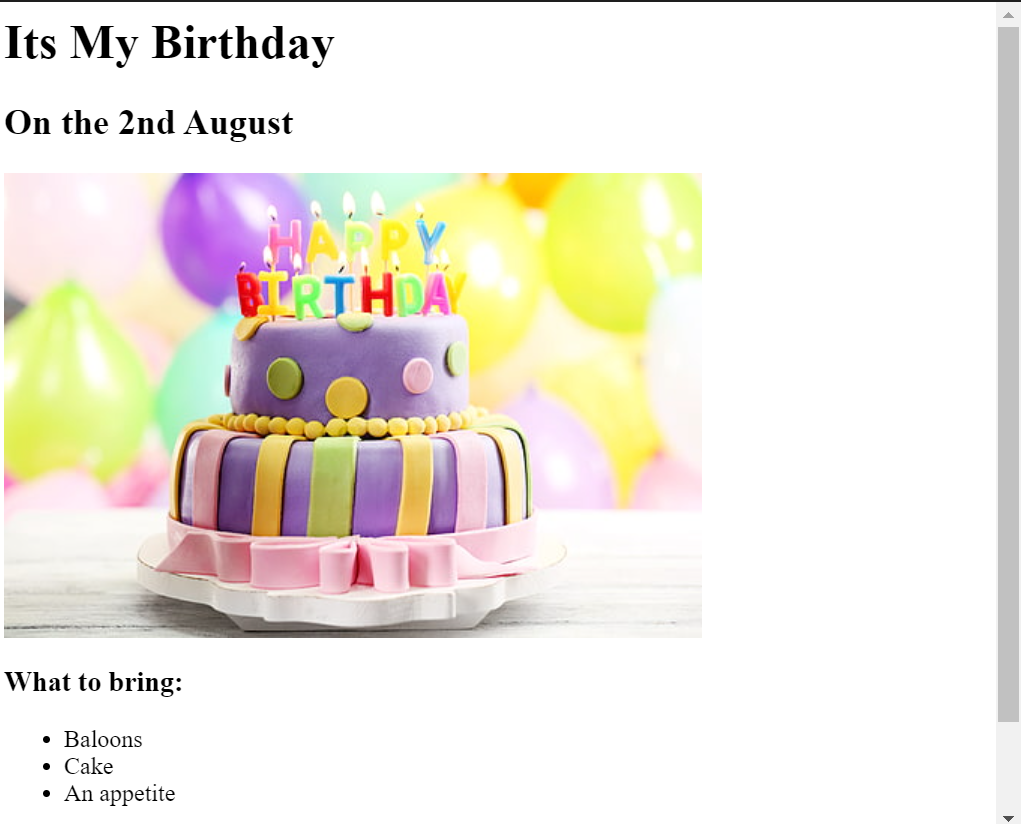 Its My Birthday
On the 2nd August
HAPPY
BIRTHDAY
What to bring:
Baloons
Cake
An appetite